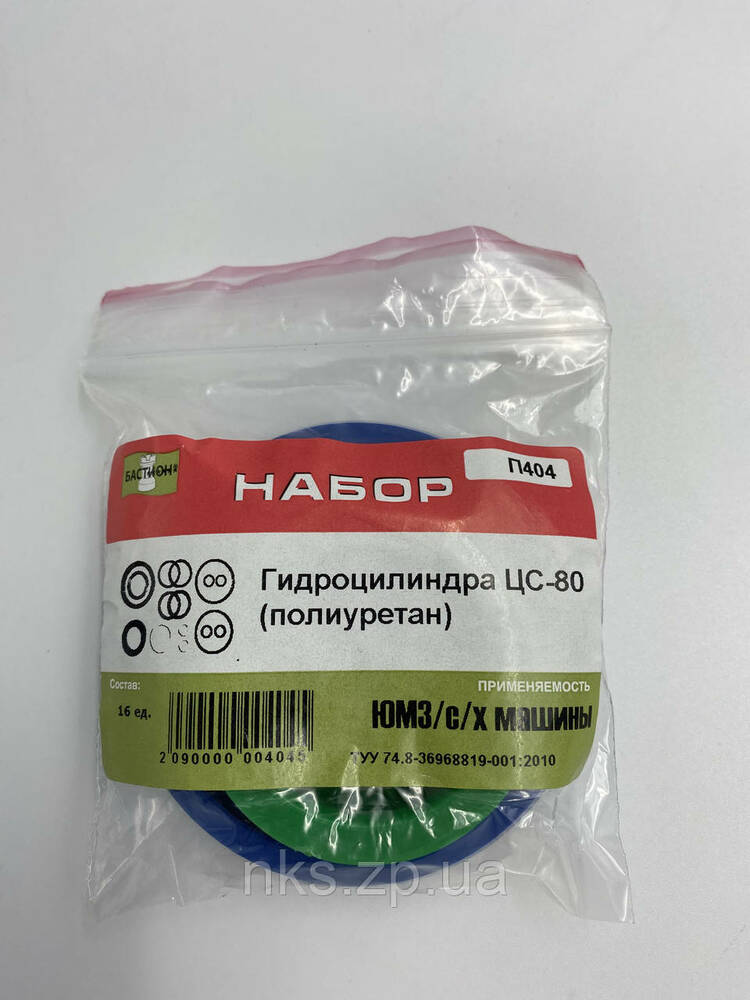 БАСТИОН
НАБОР
П404
Гидроцилиндра ЦС-80
(полиуретан)
Состав:
16 ед.
ПРИМЕНЯЕМОСТЬ
ЮМЗ/с/х машины
2 090000 004045
ТУУ 74.8-36968819-001:2010
nks.zp.ua